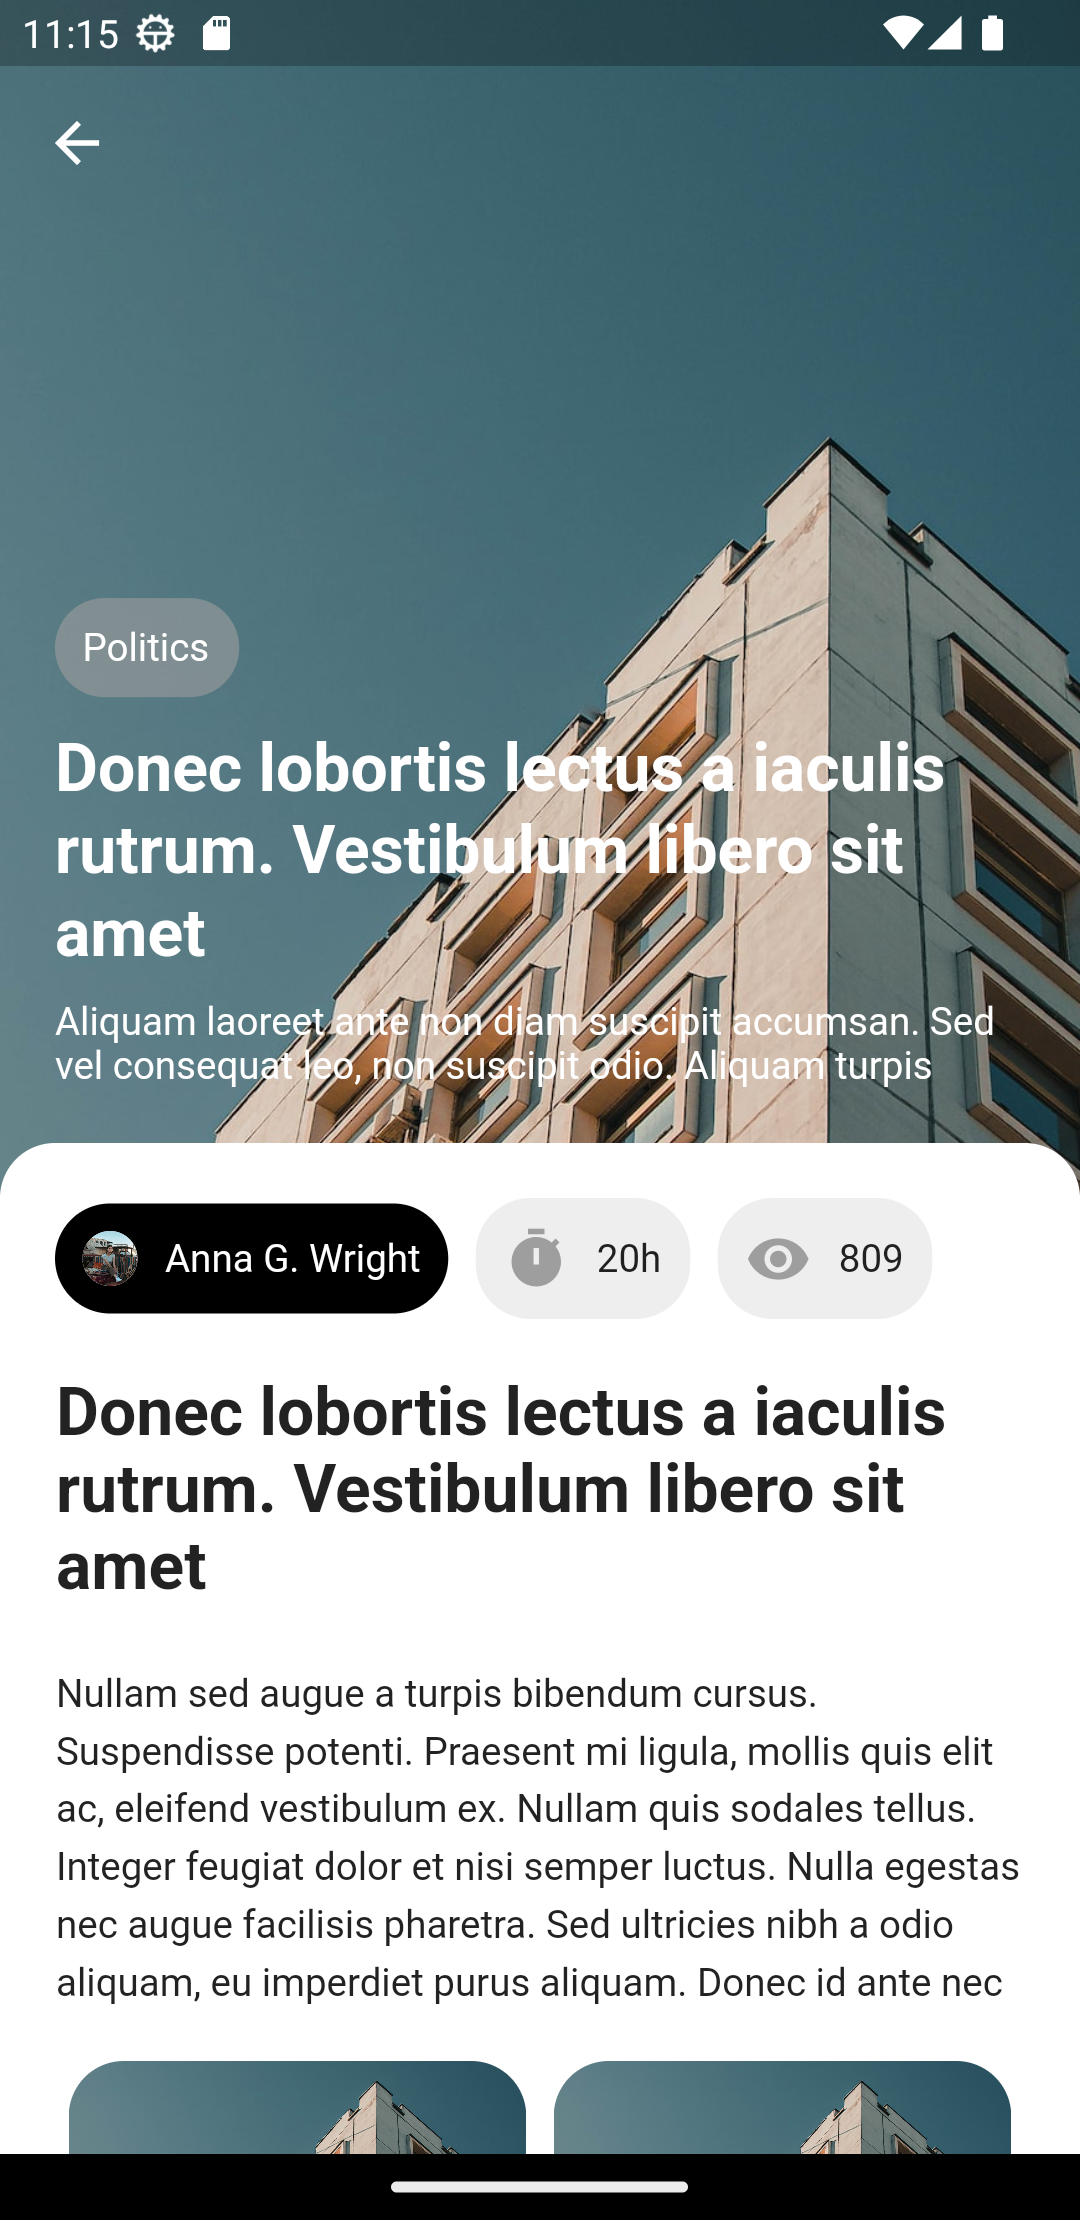 11:15
Politics
Donec lobortis lectus a iaculis
rutrum. Vestibulum libero sit
amet
Aliquam laoreet ante non diam suscipit accumsan. Sed
vel consequat leo, non suscipit odio. Aliquam turpis
Anna G. Wright
20h
809
Donec lobortis lectus a iaculis
rutrum. Vestibulum libero sit
amet
Nullam sed augue a turpis bibendum cursus.
Suspendisse potenti. Praesent mi ligula, mollis quis elit
ac, eleifend vestibulum ex. Nullam quis sodales tellus.
Integer feugiat dolor et nisi semper luctus. Nulla egestas
nec augue facilisis pharetra. Sed ultricies nibh a odio
aliquam, eu imperdiet purus aliquam. Donec id ante nec